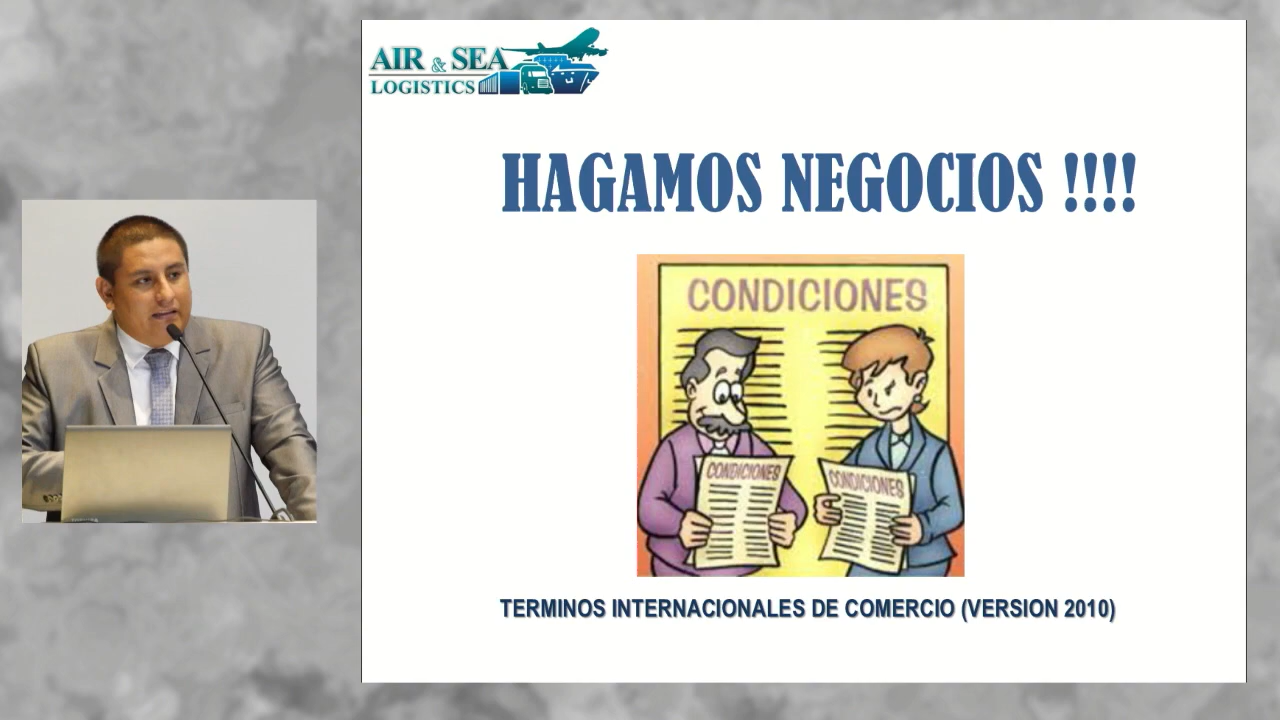 AIR & SEA
LOGISTICS
HAGAMOS NEGOCIOS !!!!
CONDICIONES
CONDICIONES
CONDICIONES
TERMINOS INTERNACIONALES DE COMERCIO (VERSION 2010)